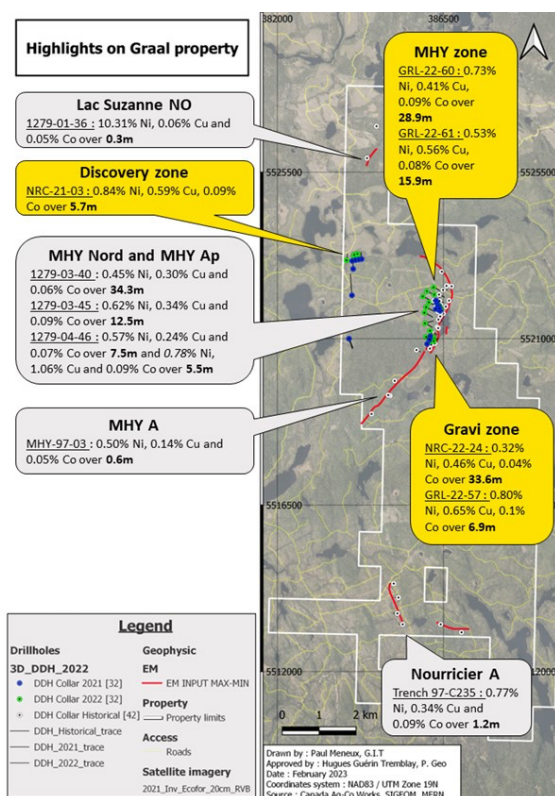 Highlights on Graal property
382000
386500
MHY zone
GRL-22-60 : 0.73%
Ni, 0.41% Cu,
0.09% Co over
28.9m
GRL-22-61 : 0.53%
Ni, 0.56% Cu,
0.08% Co over
15.9m
Lac Suzanne NO
1279-01-36 : 10.31% Ni, 0.06% Cu and
0.05% Co over 0.3m
5525500
5525500
Discovery zone
NRC-21-03 : 0.84% Ni, 0.59% Cu, 0.09%
Co over 5.7m
MHY Nord and MHY Ap
1279-03-40 : 0.45% Ni, 0.30% Cu and
0.06% Co over 34.3m
1279-03-45 : 0.62% Ni, 0.34% Cu and
0.09% Co over 12.5m
1279-04-46 : 0.57% Ni, 0.24% Cu and
0.07% Co over 7.5m and 0.78% Ni,
1.06% Cu and 0.09% Co over 5.5m
5521000
5521000
MHY A
MHY-97-03 : 0.50% Ni, 0.14% Cu and
0.05% Co over 0.6m
Gravi zone
NRC-22-24 : 0.32%
Ni, 0.46% Cu, 0.04%
Co over 33.6m
GRL-22-57 : 0.80%
Ni, 0.65% Cu, 0.1%
Co over 6.9m
5516500
5516500
5512000
5512000
Nourricier A
Trench 97-C235 : 0.77%
Ni, 0.34% Cu and
0.09% Co over 1.2m
Legend
Drillholes
3D_DDH_2022
DDH Collar 2021 [32]
DDH Collar 2022 [32]
DDH Collar Historical [42]
DDH_Historical_trace
DDH_2021_trace
DDH_2022_trace
Geophysic
EM
EM INPUT MAX-MIN
Property
Property limits
Access
Roads
Satellite imagery
2021_Inv_Ecofor_20cm_RVB
0 1 2 km
Drawn by : Paul Meneux, G.I.T
Approved by : Hugues Guérin Tremblay, P. Geo
Date : February 2023
Coordinates system : NAD83 / UTM Zone 19N
Source : Canada Ag-Co Works, SIGEOM, MERN